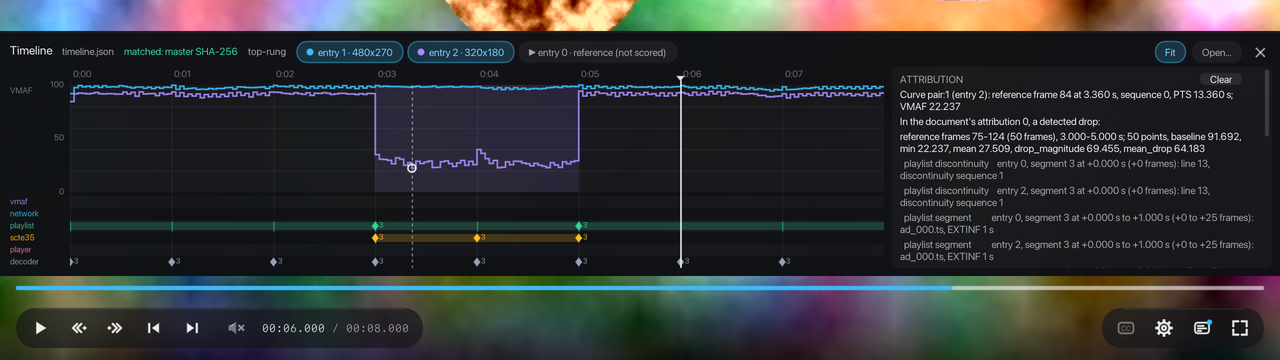 Timeline timeline.json matched: master SHA-256 top-rung entry 1 · 480x270 entry 2 · 320x180 ▶ entry 0 · reference (not scored) Fit Open...
0:00 0:01 0:02 0:03 0:04 0:05 0:06 0:07
VMAF
100
50
0
vmaf
network
playlist
scte35
player
decoder
3 3
3 3 3
3 3 3 3 3 3 3 3
ATTRIBUTION Clear
Curve pair:1 (entry 2): reference frame 84 at 3.360 s, sequence 0, PTS 13.360 s;
VMAF 22.237
In the document's attribution 0, a detected drop:
reference frames 75-124 (50 frames), 3.000-5.000 s; 50 points, baseline 91.692,
min 22.237, mean 27.509, drop_magnitude 69.455, mean_drop 64.183
playlist discontinuity entry 0, segment 3 at +0.000 s (+0 frames): line 13,
discontinuity sequence 1
playlist discontinuity entry 2, segment 3 at +0.000 s (+0 frames): line 13,
discontinuity sequence 1
playlist segment entry 0, segment 3 at +0.000 s to +1.000 s (+0 to +25 frames):
ad_000.ts, EXTINF 1 s
playlist segment entry 2, segment 3 at +0.000 s to +1.000 s (+0 to +25 frames):
ad_000.ts, EXTINF 1 s
00:06.000 / 00:08.000
CC